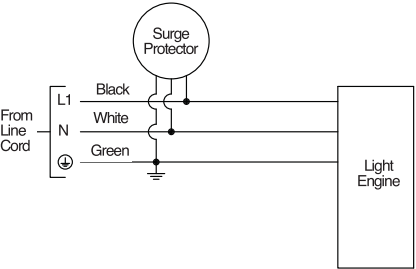 Surge
Protector
L1
Black
From
Line
Cord
N
White
Green
Light
Engine